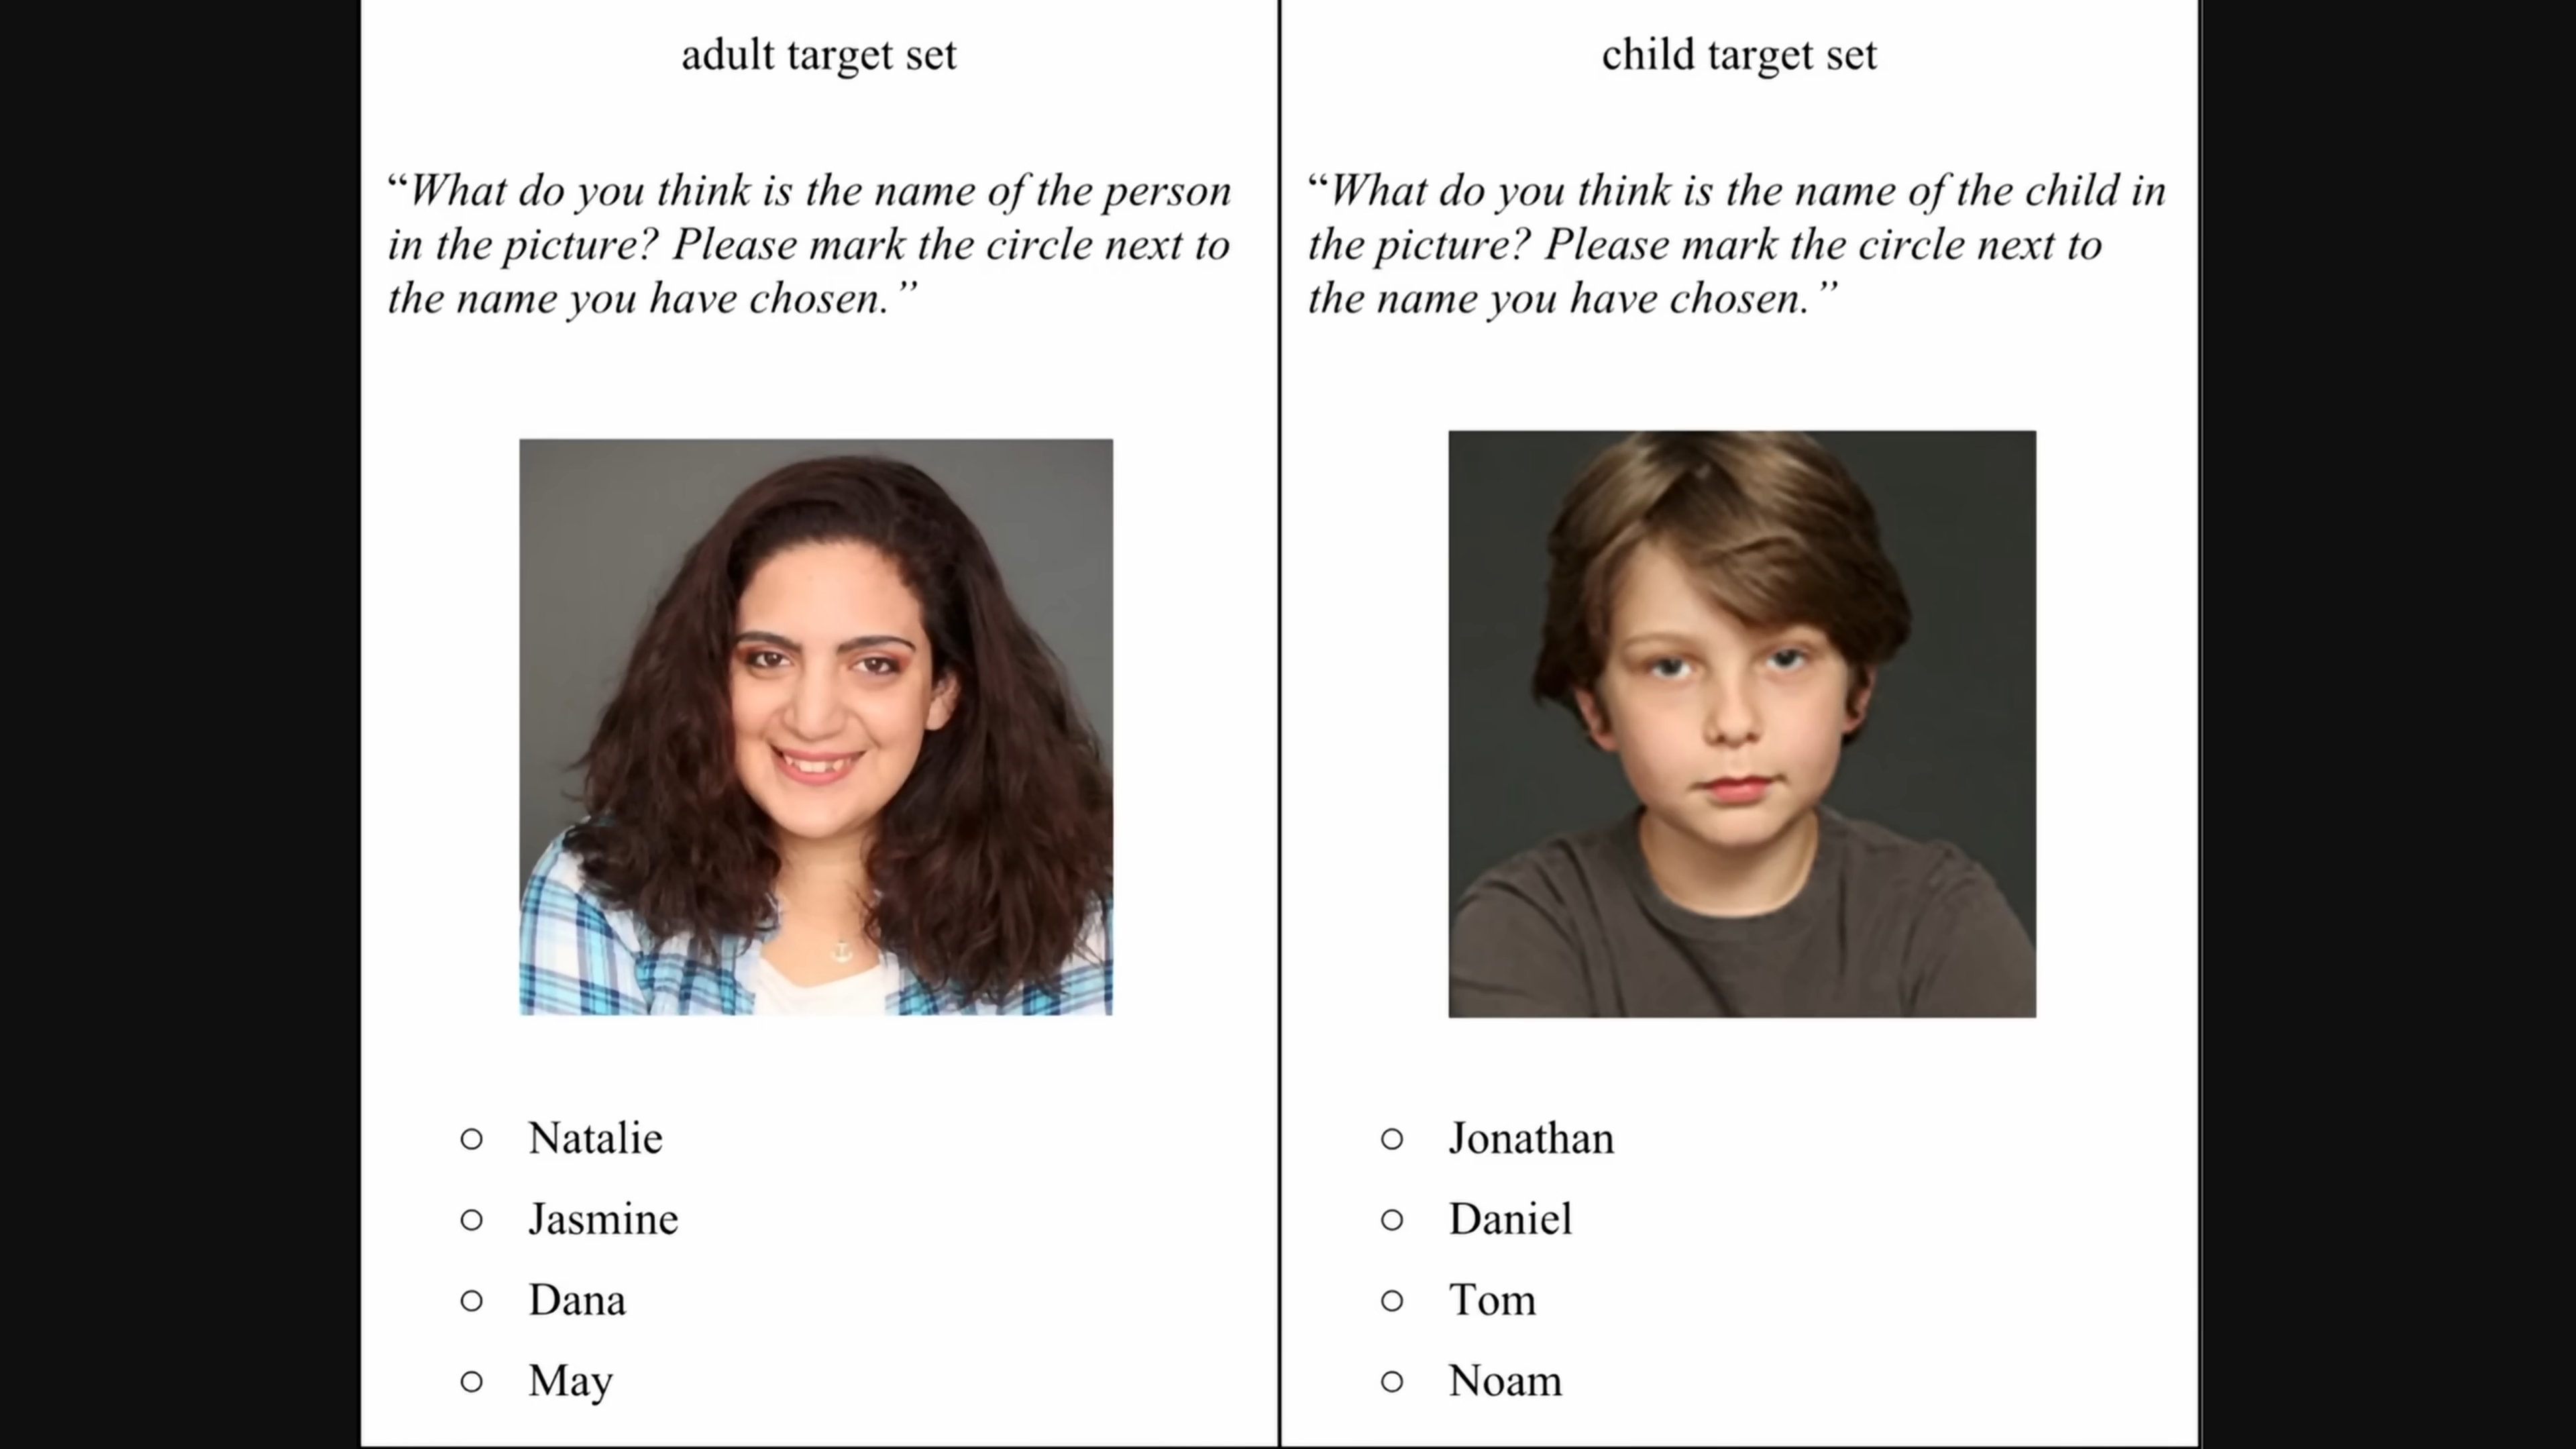 adult target set
“What do you think is the name of the person
in the picture? Please mark the circle next to
the name you have chosen.”
Natalie
Jasmine
Dana
May
child target set
“What do you think is the name of the child in
the picture? Please mark the circle next to
the name you have chosen.”
Jonathan
Daniel
Tom
Noam